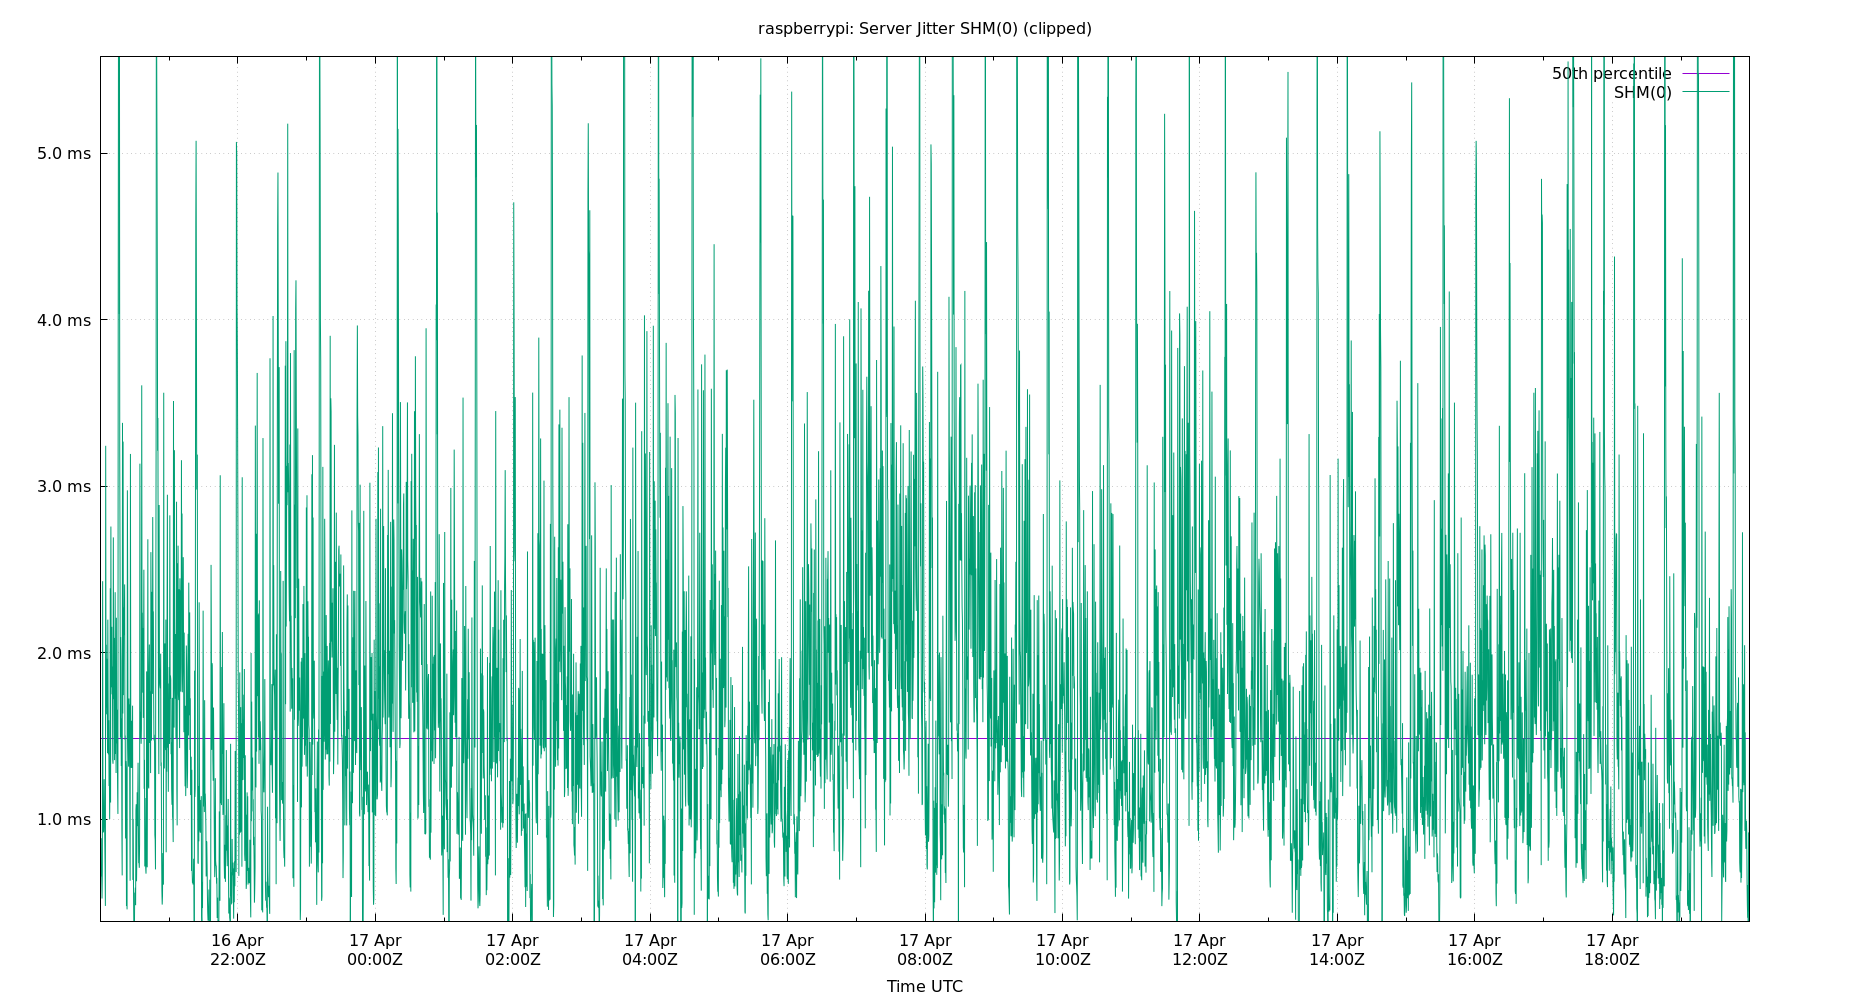 raspberrypi: Server Jitter SHM(0) (clipped)
50th percentile
SHM(0)
5.0 ms
4.0 ms
3.0 ms
2.0 ms
1.0 ms
16 Apr 17 Apr 17 Apr 17 Apr 17 Apr 17 Apr 17 Apr 17 Apr 17 Apr 17 Apr 17 Apr
22:00Z 00:00Z 02:00Z 04:00Z 06:00Z 08:00Z 10:00Z 12:00Z 14:00Z 16:00Z 18:00Z
Time UTC